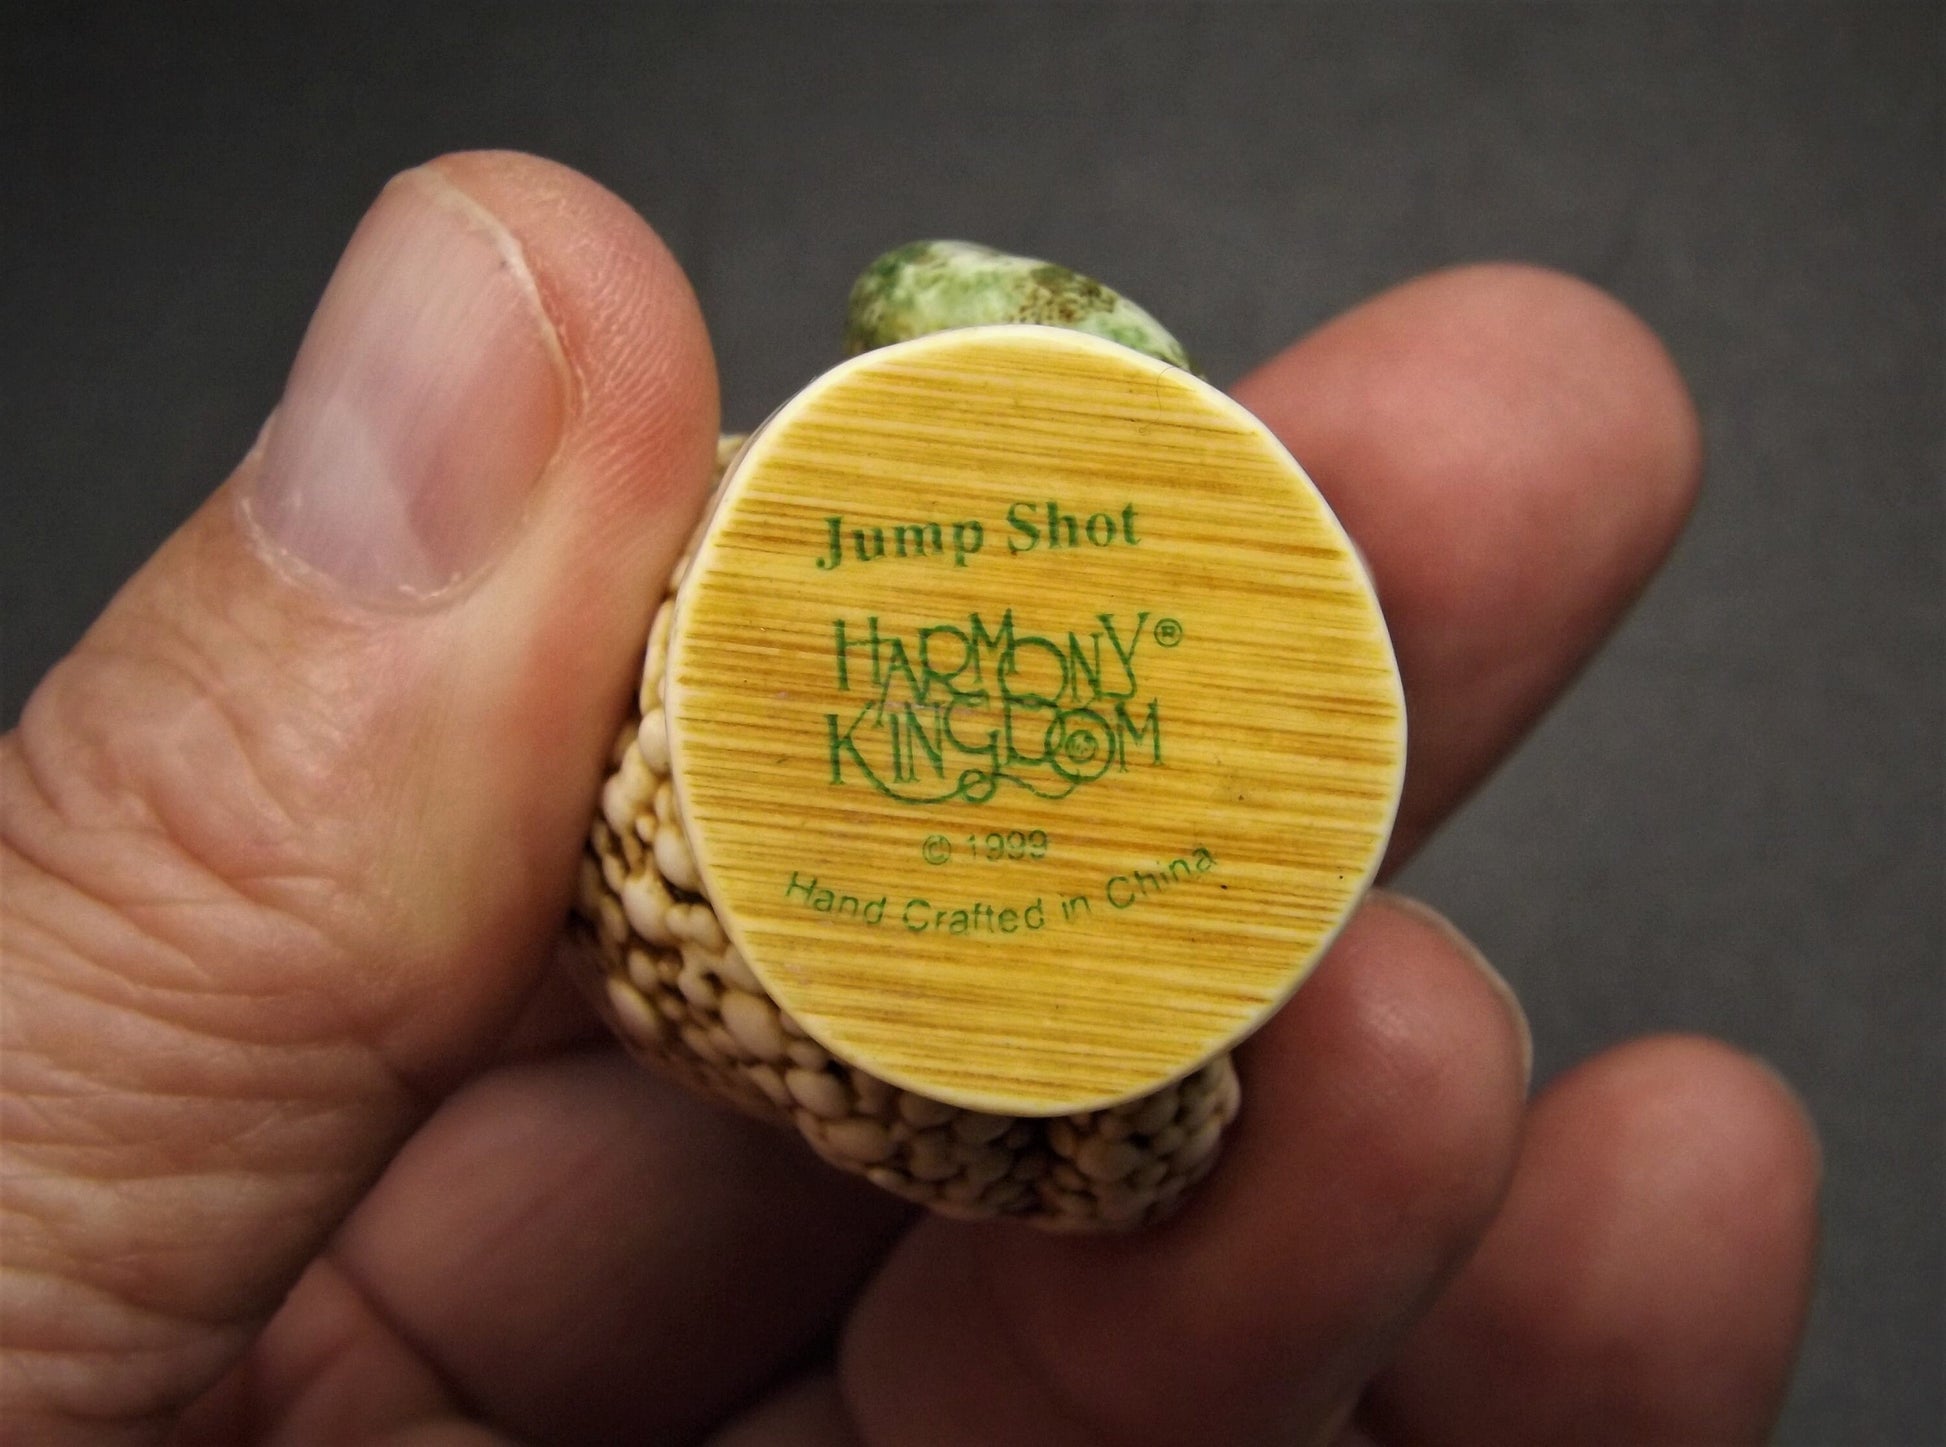 Jump Shot
HARMONY®
KINGDOM
© 1999
Hand Crafted in China